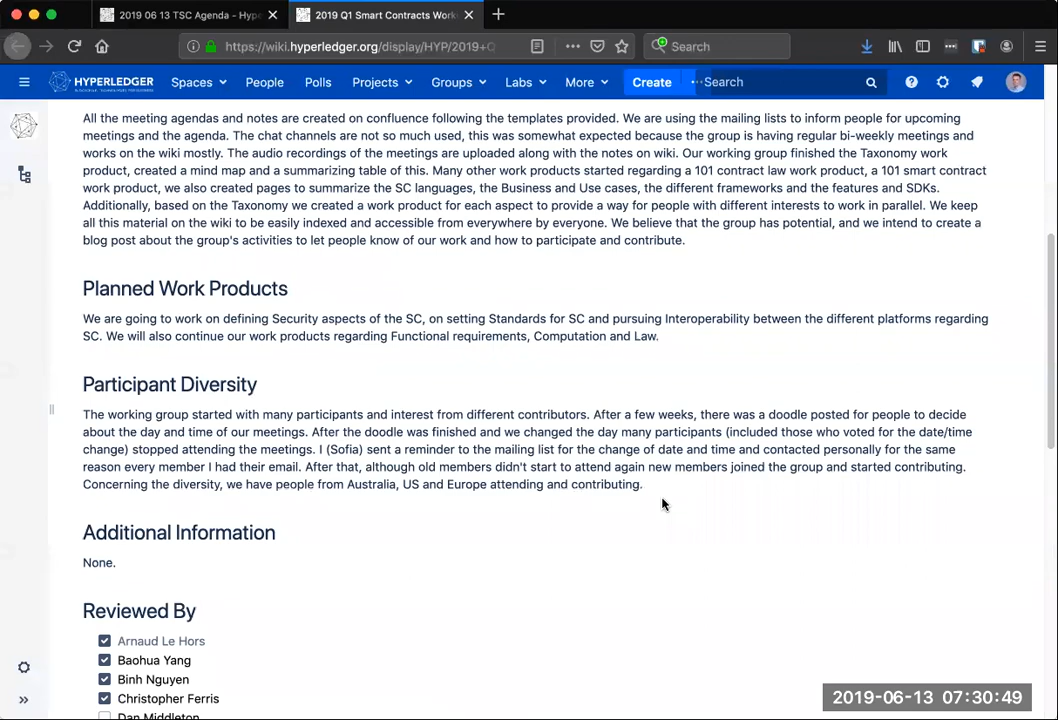 2019 06 13 TSC Agenda - Hype
2019 Q1 Smart Contracts Work
https://wiki.hyperledger.org/display/HYP/2019+Q
Search
HYPERLEDGER
Spaces
People
Polls
Projects
Groups
Labs
More
Create
Search
All the meeting agendas and notes are created on confluence following the templates provided. We are using the mailing lists to inform people for upcoming
meetings and the agenda. The chat channels are not so much used, this was somewhat expected because the group is having regular bi-weekly meetings and
works on the wiki mostly. The audio recordings of the meetings are uploaded along with the notes on wiki. Our working group finished the Taxonomy work
product, created a mind map and a summarizing table of this. Many other work products started regarding a 101 contract law work product, a 101 smart contract
work product, we also created pages to summarize the SC languages, the Business and Use cases, the different frameworks and the features and SDKs.
Additionally, based on the Taxonomy we created a work product for each aspect to provide a way for people with different interests to work in parallel. We keep
all this material on the wiki to be easily indexed and accessible from everywhere by everyone. We believe that the group has potential, and we intend to create a
blog post about the group's activities to let people know of our work and how to participate and contribute.
Planned Work Products
We are going to work on defining Security aspects of the SC, on setting Standards for SC and pursuing Interoperability between the different platforms regarding
SC. We will also continue our work products regarding Functional requirements, Computation and Law.
Participant Diversity
The working group started with many participants and interest from different contributors. After a few weeks, there was a doodle posted for people to decide
about the day and time of our meetings. After the doodle was finished and we changed the day many participants (included those who voted for the date/time
change) stopped attending the meetings. I (Sofia) sent a reminder to the mailing list for the change of date and time and contacted personally for the same
reason every member I had their email. After that, although old members didn't start to attend again new members joined the group and started contributing.
Concerning the diversity, we have people from Australia, US and Europe attending and contributing.
Additional Information
None.
Reviewed By
Arnaud Le Hors
Baohua Yang
Binh Nguyen
Christopher Ferris
Dan Middleton
2019-06-13 07:30:49